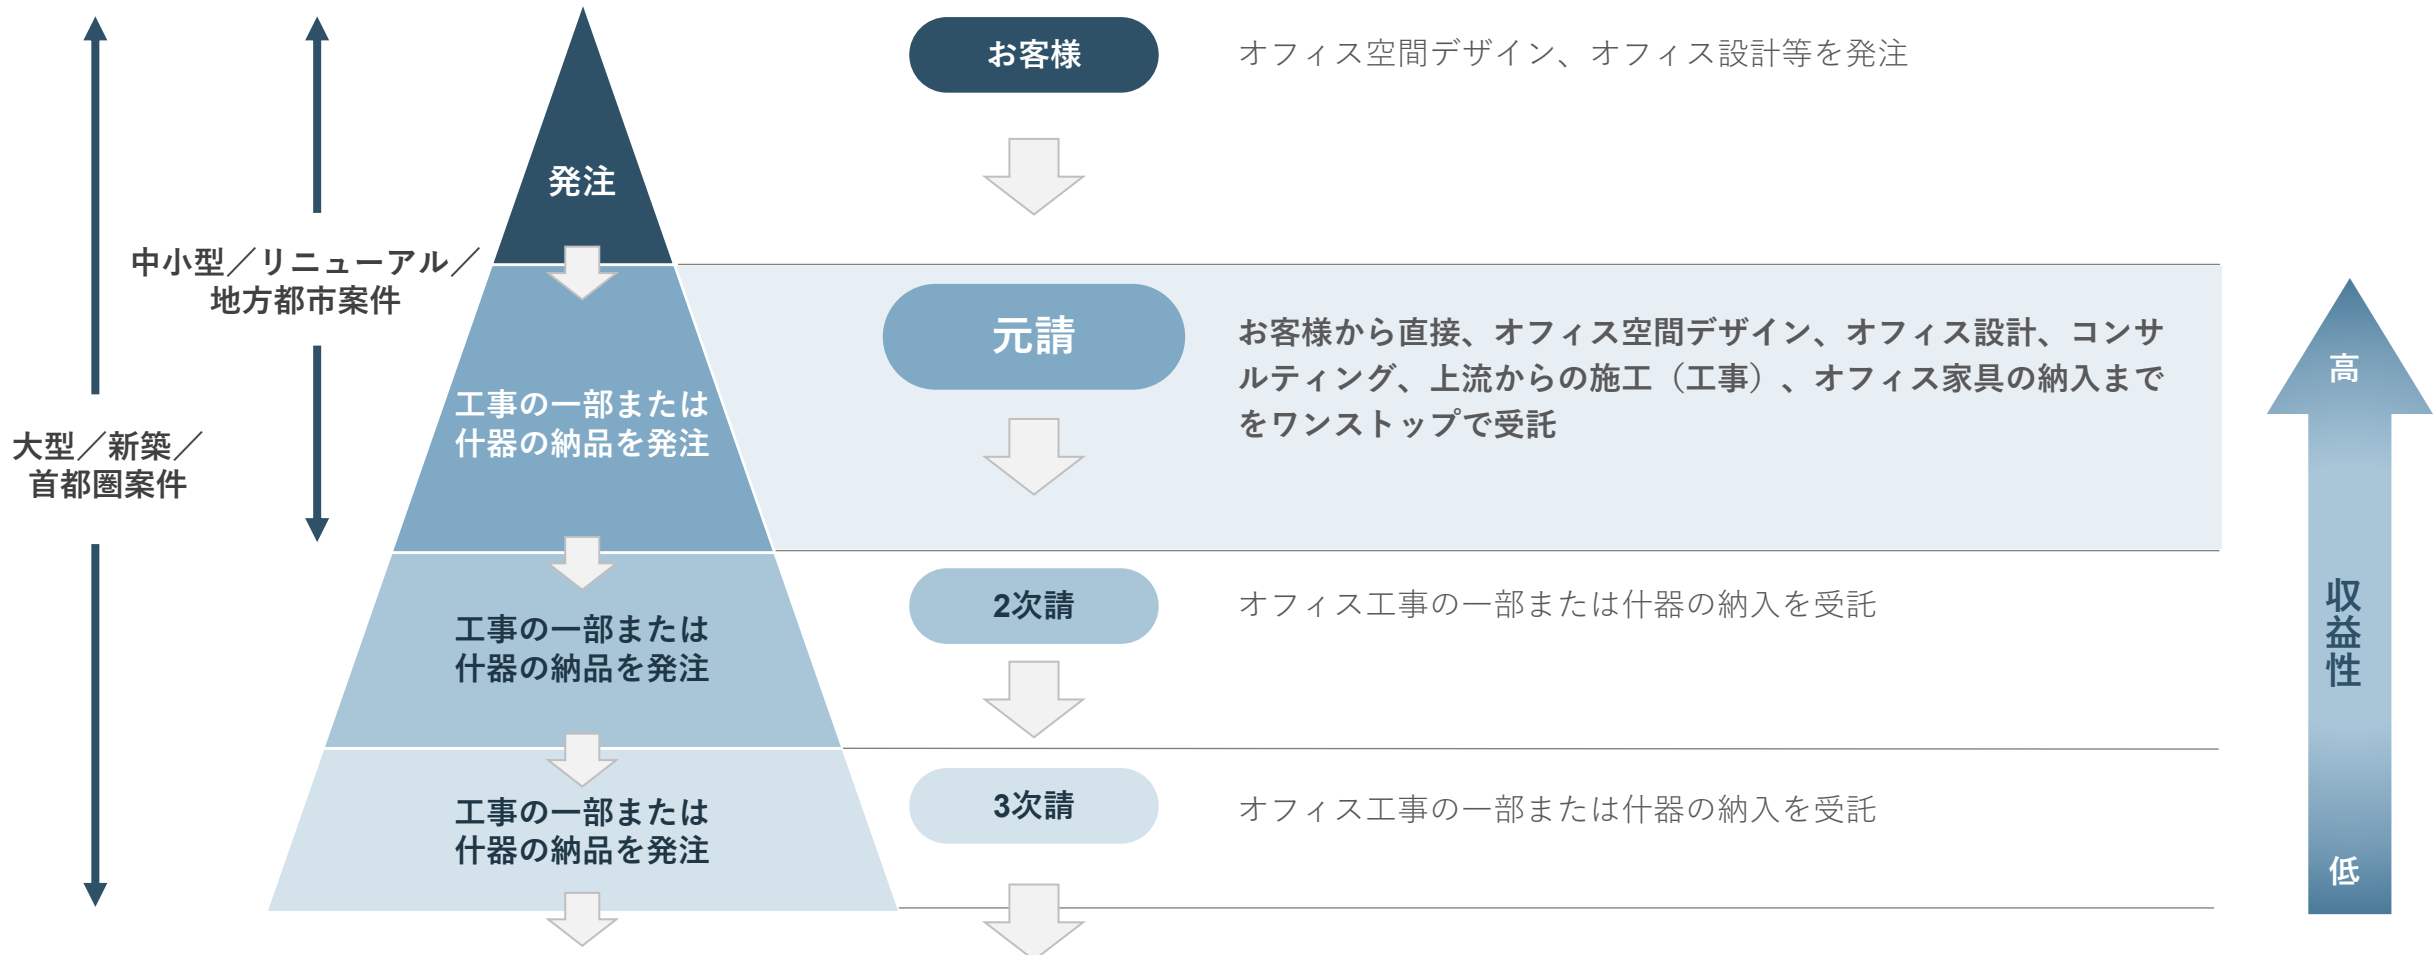 お客様
オフィス空間デザイン、オフィス設計等を発注
発注
中小型／リニューアル／
地方都市案件
大型／新築／
首都圏案件
元請
お客様から直接、オフィス空間デザイン、オフィス設計、コンサ
ルティング、上流からの施工（工事）、オフィス家具の納入まで
をワンストップで受託
工事の一部または
什器の納品を発注
高
収益性
低
2次請
オフィス工事の一部または什器の納入を受託
工事の一部または
什器の納品を発注
3次請
オフィス工事の一部または什器の納入を受託
工事の一部または
什器の納品を発注